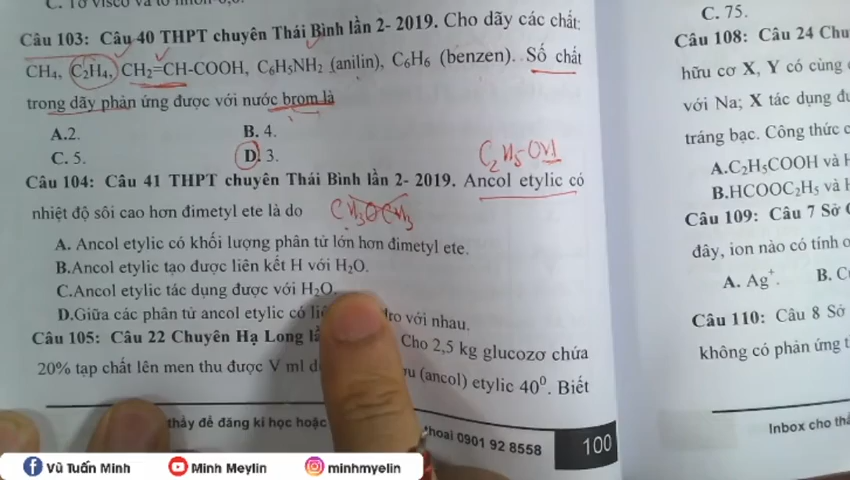 C. Tơ visco và tơ nilon-6,6.
Câu 103: Câu 40 THPT chuyên Thái Bình lần 2- 2019. Cho dãy các chất:
CH₄, C₂H₄, CH₂=CH-COOH, C₆H₅NH₂ (anilin), C₆H₆ (benzen). Số chất
trong dãy phản ứng được với nước brom là
A.2. B. 4.
C. 5. D. 3.
C₂H₅OH
Câu 104: Câu 41 THPT chuyên Thái Bình lần 2- 2019. Ancol etylic có
nhiệt độ sôi cao hơn đimetyl ete là do CH₃OCH₃
A. Ancol etylic có khối lượng phân tử lớn hơn đimetyl ete.
B.Ancol etylic tạo được liên kết H với H₂O.
C.Ancol etylic tác dụng được với H₂O.
D.Giữa các phân tử ancol etylic có với nhau.
Câu 105: Câu 22 Chuyên Hạ Long Cho 2,5 kg glucozơ chứa
20% tạp chất lên men thu được V ml (ancol) etylic 40⁰. Biết
thầy để đăng kí học hoặc thoại 0901 92 8558 100
C. 75.
Câu 108: Câu 24
hữu cơ X, Y có cùng
với Na; X tác dụng
tráng bạc. Công thức
A.C₂H₅COOH và
B.HCOOC₂H₅ và
Câu 109: Câu 7 Sở
đây, ion nào có tính
A. Ag⁺. B.
Câu 110: Câu 8 Sở
không có phản ứng
Inbox cho
Vũ Tuấn Minh Minh Meylin minhmyelin